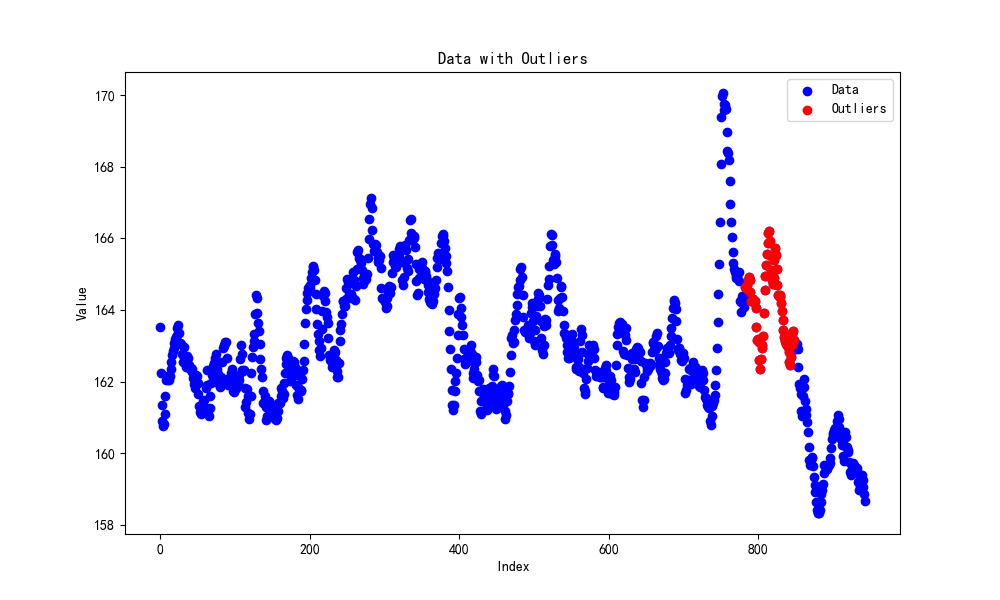 Data with Outliers
Data
Outliers
Value
170
168
166
164
162
160
158
0
200
400
600
800
Index